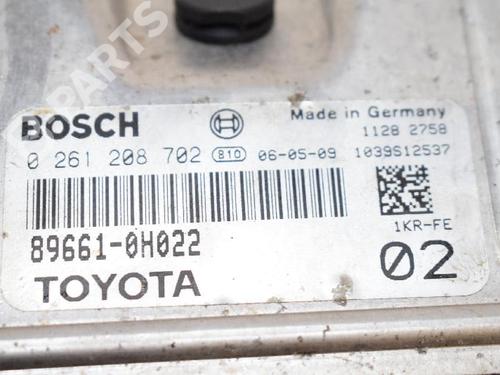 PARTS
BOSCH
Made in Germany
1128 2758
0 261 208 702 B10 06-05-09 1039S12537
1KR-FE
89661-0H022
02
TOYOTA